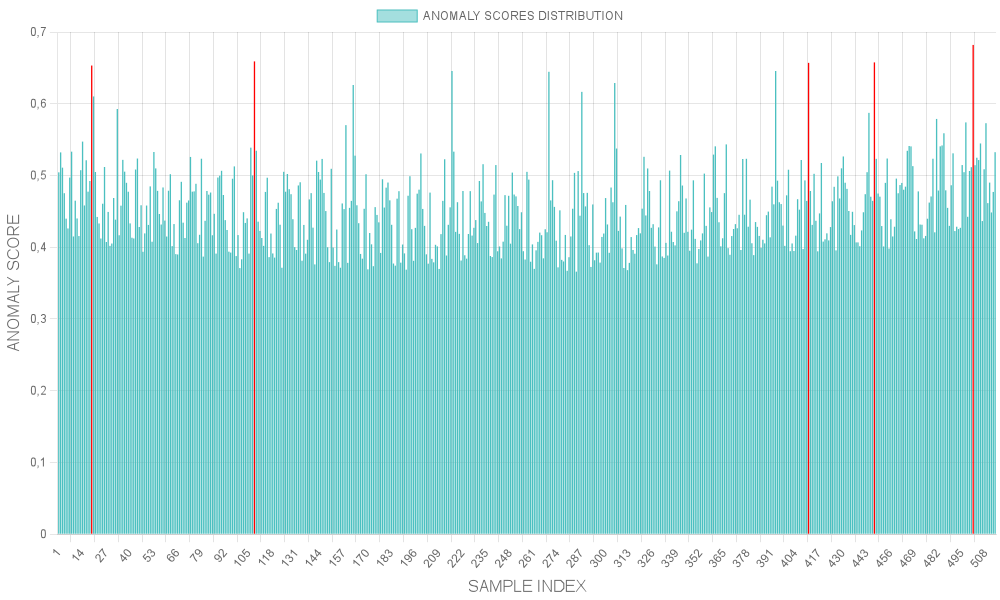 ANOMALY SCORES DISTRIBUTION
0,7
0,6
0,5
0,4
0,3
0,2
0,1
0
ANOMALY SCORE
1 14 27 40 53 66 79 92 105 118 131 144 157 170 183 196 209 222 235 248 261 274 287 300 313 326 339 352 365 378 391 404 417 430 443 456 469 482 495 508
SAMPLE INDEX